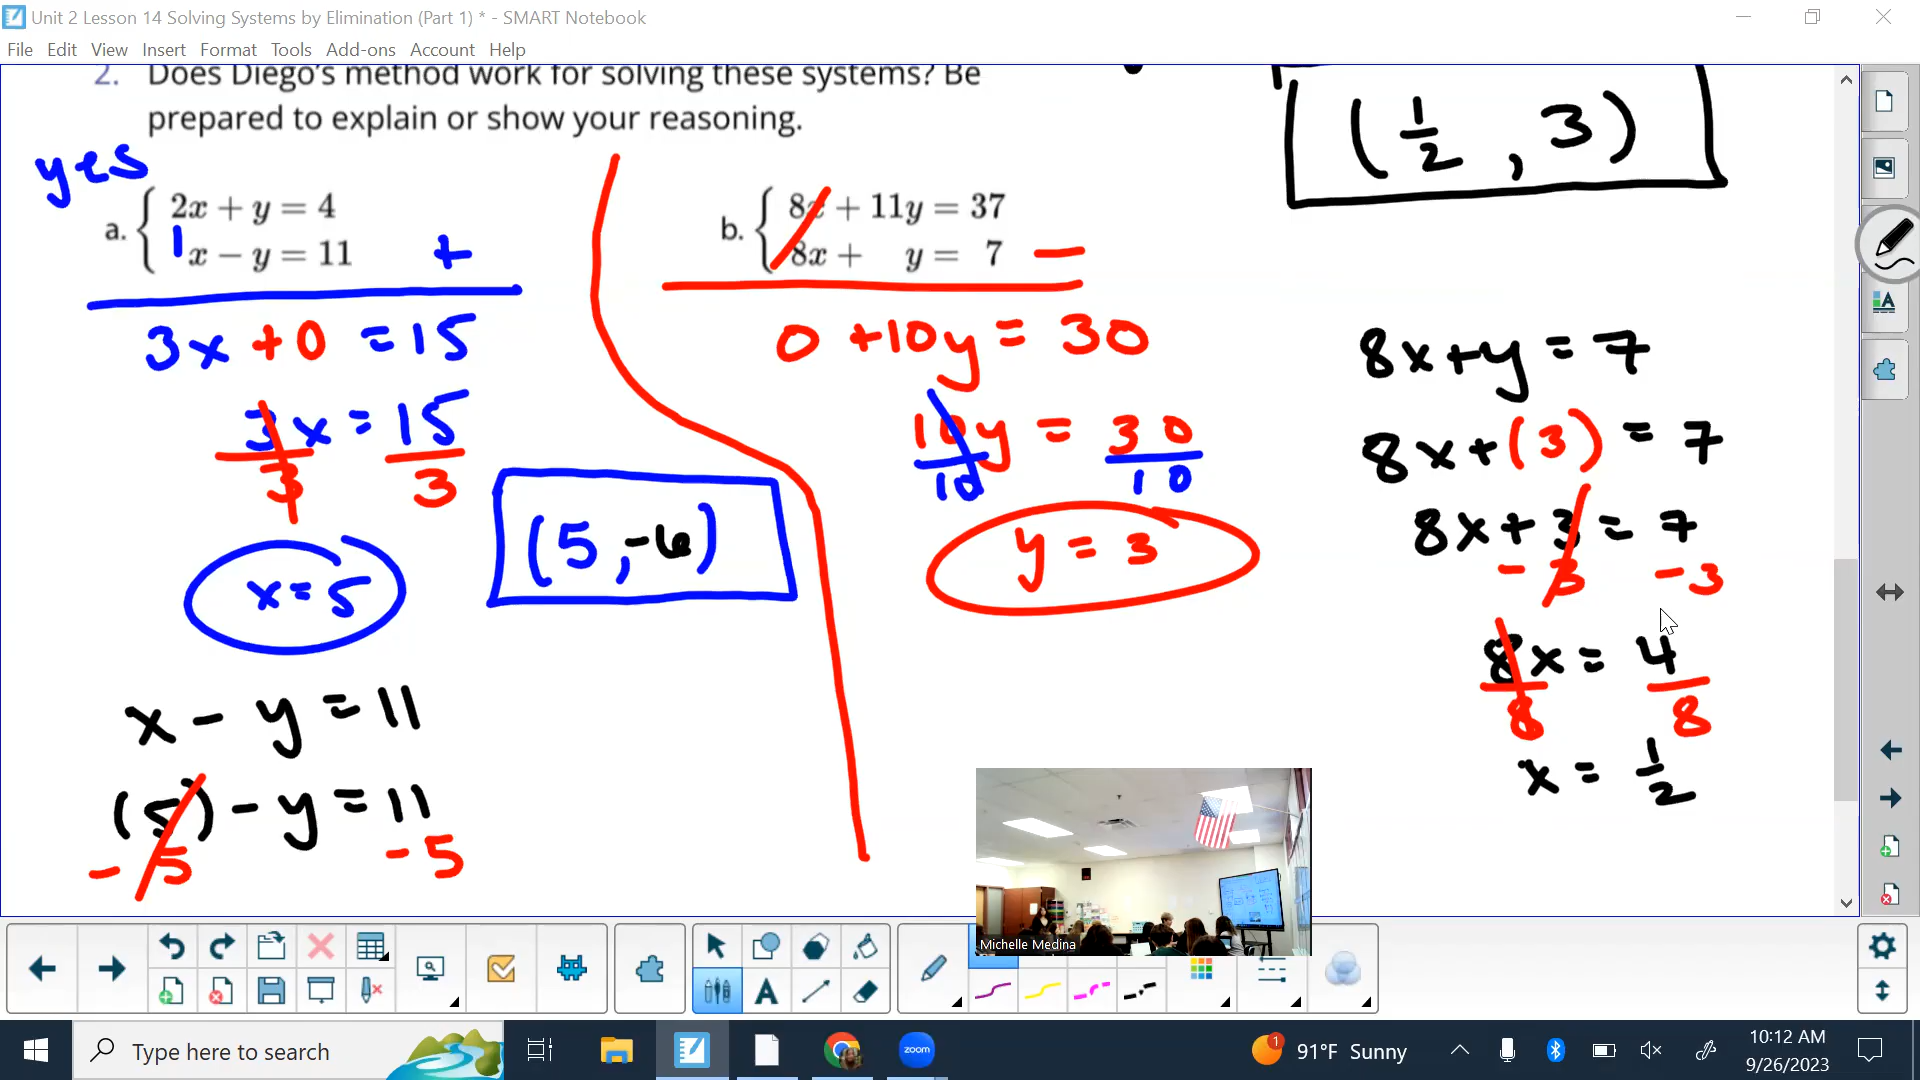 Unit 2 Lesson 14 Solving Systems by Elimination (Part 1) * - SMART Notebook
File Edit View Insert Format Tools Add-ons Account Help
2. Does Diego's method work for solving these systems? Be
prepared to explain or show your reasoning.
yes
a. { 2x + y = 4
1x − y = 11 +
3x + 0 = 15
3x = 15
3 3
x = 5
(5, -6)
x - y = 11
(5) - y = 11
- 5 - 5
b. { 8x + 11y = 37
8x + y = 7 −
0 + 10y = 30
10y = 30
10 10
y = 3
(1/2, 3)
8x + y = 7
8x + (3) = 7
8x + 3 = 7
- 3 - 3
8x = 4
8 8
x = 1/2
Michelle Medina
A
A
Type here to search
zoom
1
91°F Sunny
10:12 AM
9/26/2023